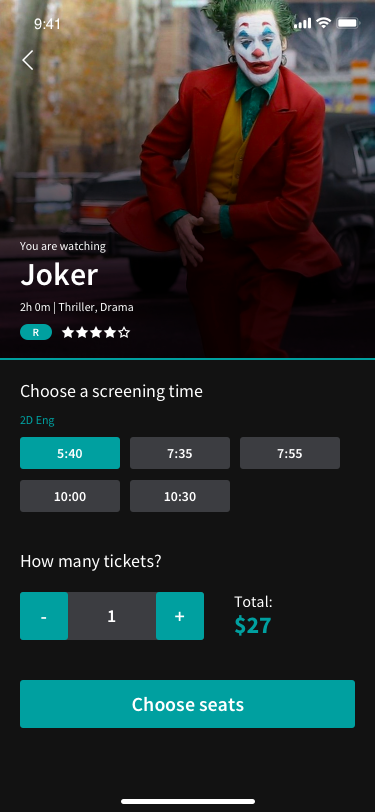 9:41
You are watching
Joker
2h 0m | Thriller, Drama
R
Choose a screening time
2D Eng
5:40 7:35 7:55
10:00 10:30
How many tickets?
- 1 +
Total:
$27
Choose seats